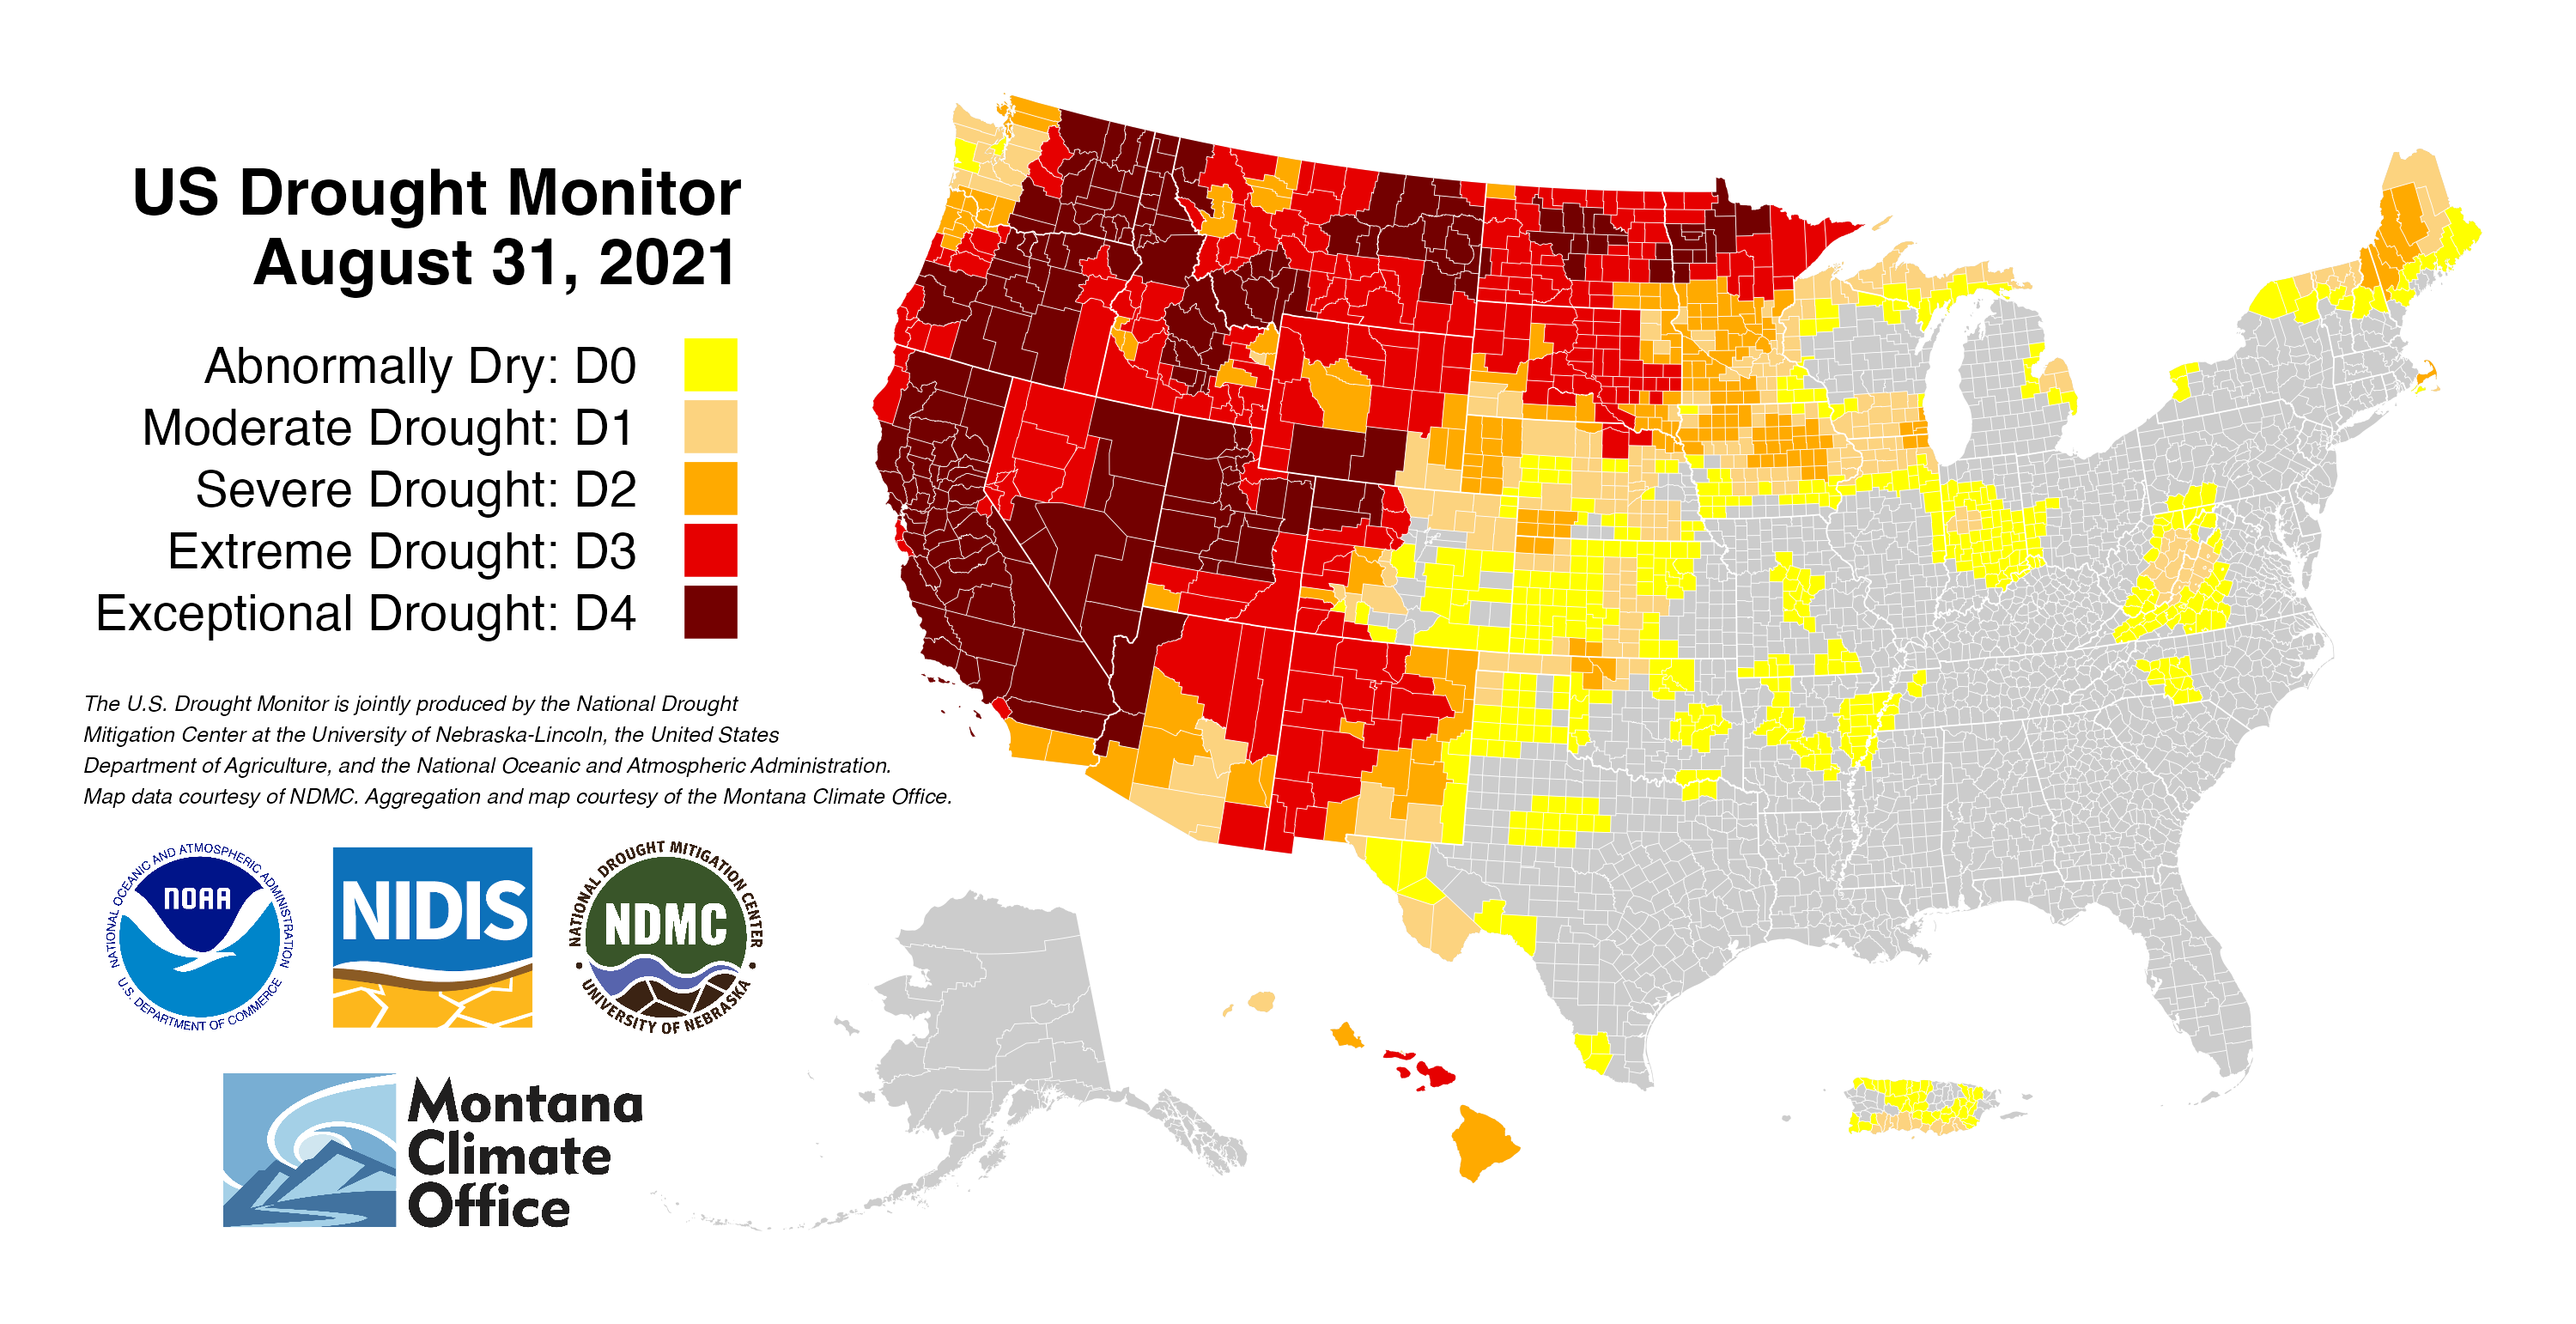 US Drought Monitor
August 31, 2021
Abnormally Dry: D0
Moderate Drought: D1
Severe Drought: D2
Extreme Drought: D3
Exceptional Drought: D4
The U.S. Drought Monitor is jointly produced by the National Drought
Mitigation Center at the University of Nebraska-Lincoln, the United States
Department of Agriculture, and the National Oceanic and Atmospheric Administration.
Map data courtesy of NDMC. Aggregation and map courtesy of the Montana Climate Office.
NATIONAL OCEANIC AND ATMOSPHERIC ADMINISTRATION
NOAA
U.S. DEPARTMENT OF COMMERCE
NIDIS
NATIONAL DROUGHT MITIGATION CENTER
NDMC
UNIVERSITY OF NEBRASKA
Montana
Climate
Office